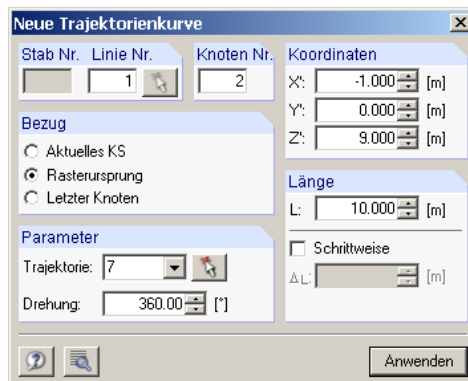 Neue Trajektorienkurve
Stab Nr. Linie Nr. Knoten Nr.
1 2
Koordinaten
X': -1.000 [m]
Y': 0.000 [m]
Z': 9.000 [m]
Bezug
Aktuelles KS
Rasterursprung
Letzter Knoten
Länge
L: 10.000 [m]
Schrittweise
ΔL: [m]
Parameter
Trajektorie: 7
Drehung: 360.00 [°]
Anwenden